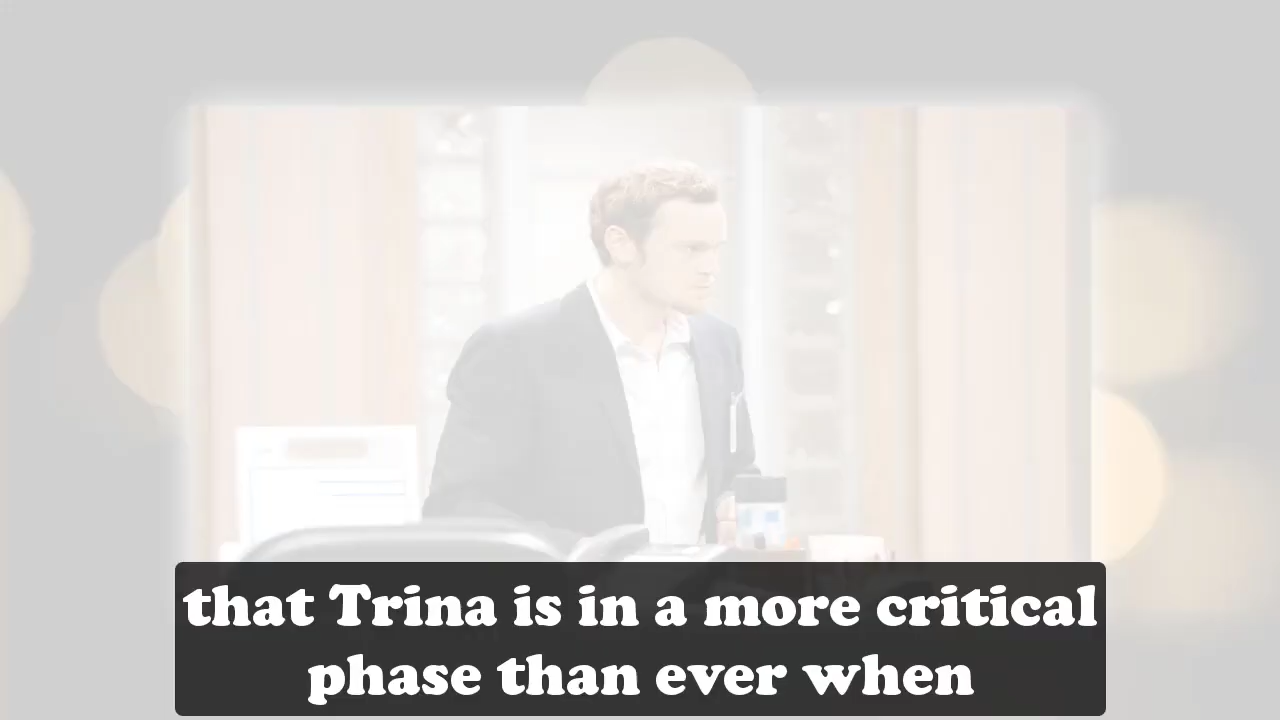 that Trina is in a more critical
phase than ever when